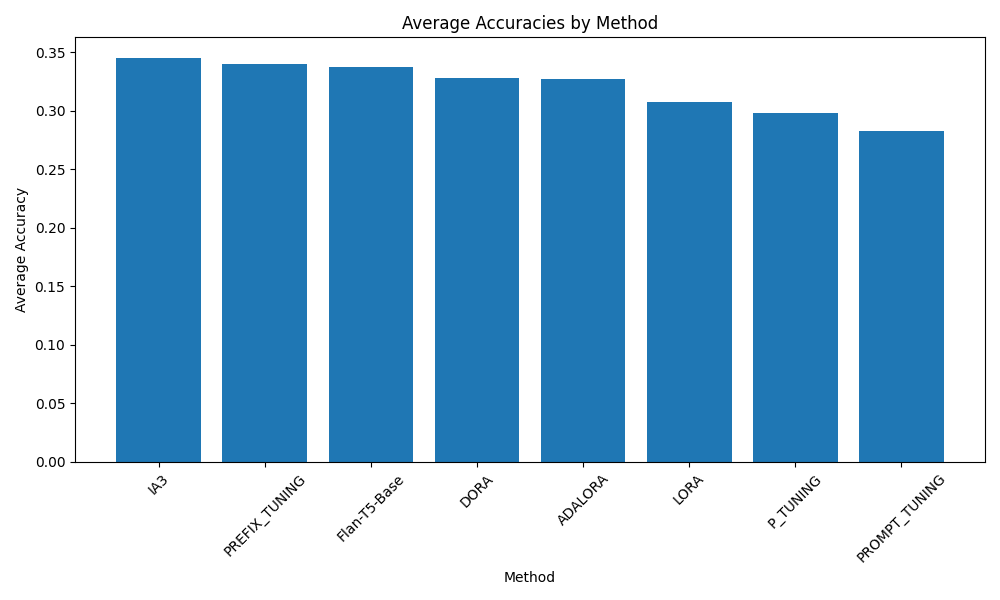 Average Accuracies by Method
Average Accuracy
0.35
0.30
0.25
0.20
0.15
0.10
0.05
0.00
IA3
PREFIX_TUNING
Flan-T5-Base
DORA
ADALORA
LORA
P_TUNING
PROMPT_TUNING
Method